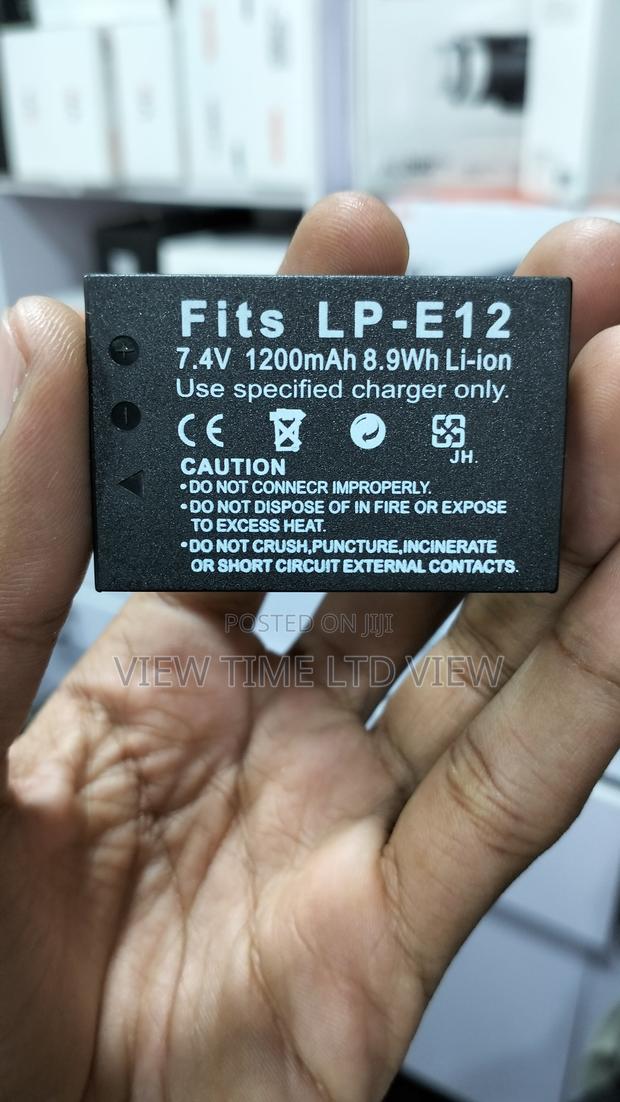 Fits LP-E12
7.4V 1200mAh 8.9Wh Li-ion
Use specified charger only.
CE
JH.
CAUTION
•DO NOT CONNECR IMPROPERLY.
•DO NOT DISPOSE OF IN FIRE OR EXPOSE
TO EXCESS HEAT.
•DO NOT CRUSH,PUNCTURE,INCINERATE
OR SHORT CIRCUIT EXTERNAL CONTACTS.
POSTED ON JIJI
VIEW TIME LTD VIEW